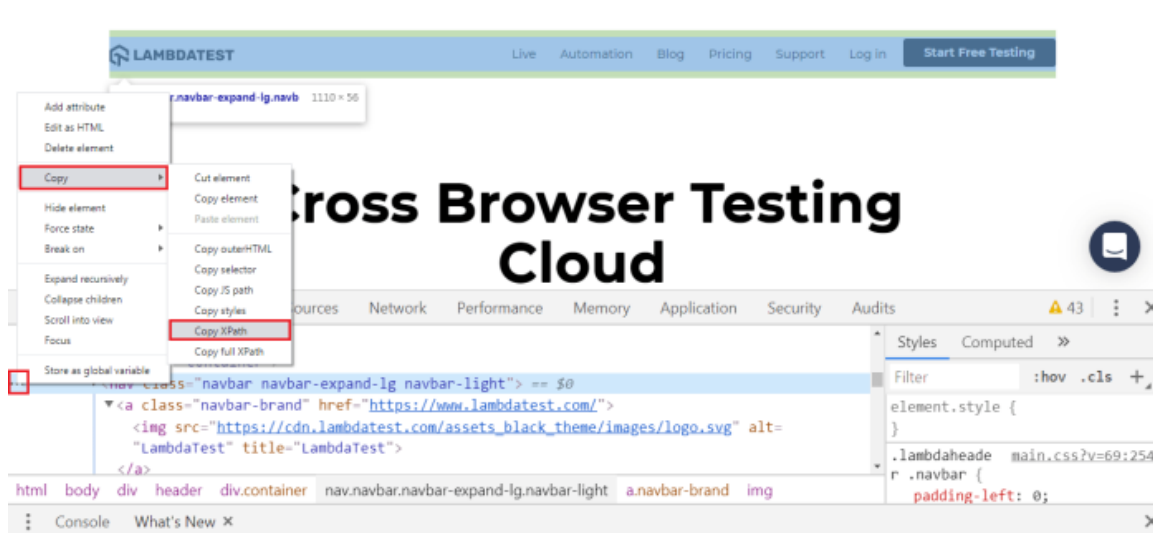 LAMBDATEST
Live Automation Blog Pricing Support Log in Start Free Testing
r.navbar-expand-lg.navb 1110 × 56
Add attribute
Edit as HTML
Delete element
Copy
Hide element
Force state
Break on
Expand recursively
Collapse children
Scroll into view
Focus
Store as global variable
Cut element
Copy element
Paste element
Copy outerHTML
Copy selector
Copy JS path
Copy styles
Copy XPath
Copy full XPath
ross Browser Testing
Cloud
ources Network Performance Memory Application Security Audits 43
class="navbar navbar-expand-lg navbar-light"> == $0
▼<a class="navbar-brand" href="https://www.lambdatest.com/">
<img src="https://cdn.lambdatest.com/assets_black_theme/images/logo.svg" alt=
"LambdaTest" title="LambdaTest">
</a>
html body div header div.container nav.navbar.navbar-expand-lg.navbar-light a.navbar-brand img
Styles Computed »
Filter :hov .cls +
element.style {
}
.lambdaheade main.css?v=69:254
r .navbar {
padding-left: 0;
Console What's New ×